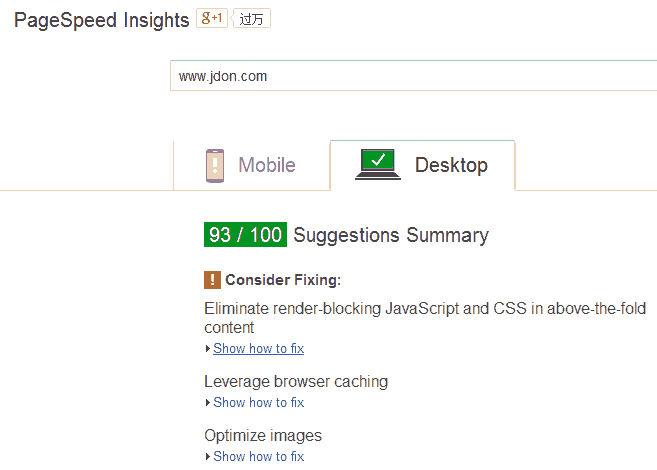 PageSpeed Insights g+1 过万
www.jdon.com
Mobile Desktop
93 / 100 Suggestions Summary
! Consider Fixing:
Eliminate render-blocking JavaScript and CSS in above-the-fold
content
Show how to fix
Leverage browser caching
Show how to fix
Optimize images
Show how to fix